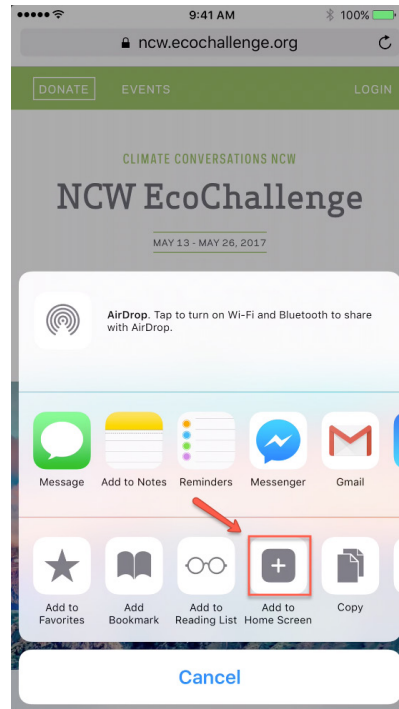 9:41 AM
100%
ncw.ecochallenge.org
DONATE EVENTS LOGIN
CLIMATE CONVERSATIONS NCW
NCW EcoChallenge
MAY 13 - MAY 26, 2017
AirDrop. Tap to turn on Wi-Fi and Bluetooth to share
with AirDrop.
Message Add to Notes Reminders Messenger Gmail
Add to
Favorites
Add
Bookmark
Add to
Reading List
Add to
Home Screen
Copy
Cancel